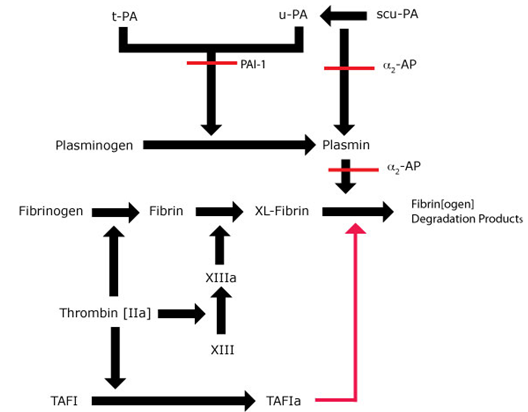 t-PA
u-PA
scu-PA
PAI-1
α₂-AP
Plasminogen
Plasmin
α₂-AP
Fibrinogen
Fibrin
XL-Fibrin
Fibrin[ogen]
Degradation Products
XIIIa
Thrombin [IIa]
XIII
TAFI
TAFIa